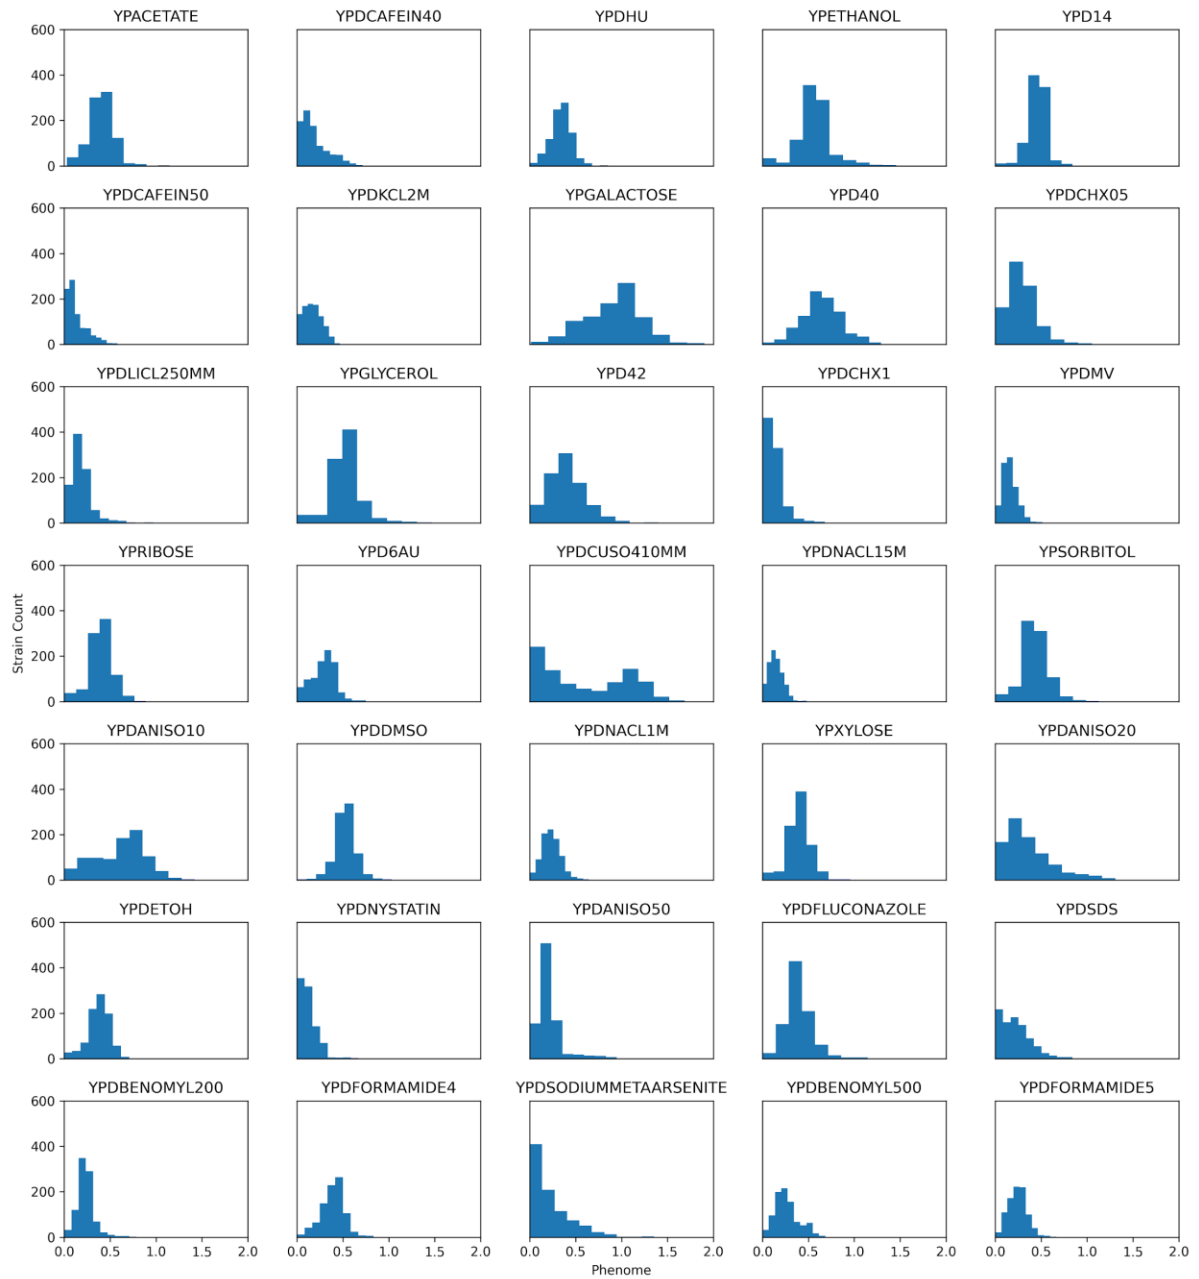 YPACETATE YPDCAFEIN40 YPDHU YPETHANOL YPD14
600
400
200
0
YPDCAFEIN50 YPDKCL2M YPGALACTOSE YPD40 YPDCHX05
600
400
200
0
YPDLICL250MM YPGLYCEROL YPD42 YPDCHX1 YPDMV
600
400
200
0
YPRIBOSE YPD6AU YPDCUSO410MM YPDNACL15M YPSORBITOL
600
400
200
0
Strain Count
YPDANISO10 YPDDMSO YPDNACL1M YPXYLOSE YPDANISO20
600
400
200
0
YPDETOH YPDNYSTATIN YPDANISO50 YPDFLUCONAZOLE YPDSDS
600
400
200
0
YPDBENOMYL200 YPDFORMAMIDE4 YPDSODIUMMETAARSENITE YPDBENOMYL500 YPDFORMAMIDE5
600
400
200
0
0.0 0.5 1.0 1.5 2.0 0.0 0.5 1.0 1.5 2.0 0.0 0.5 1.0 1.5 2.0 0.0 0.5 1.0 1.5 2.0 0.0 0.5 1.0 1.5 2.0
Phenome